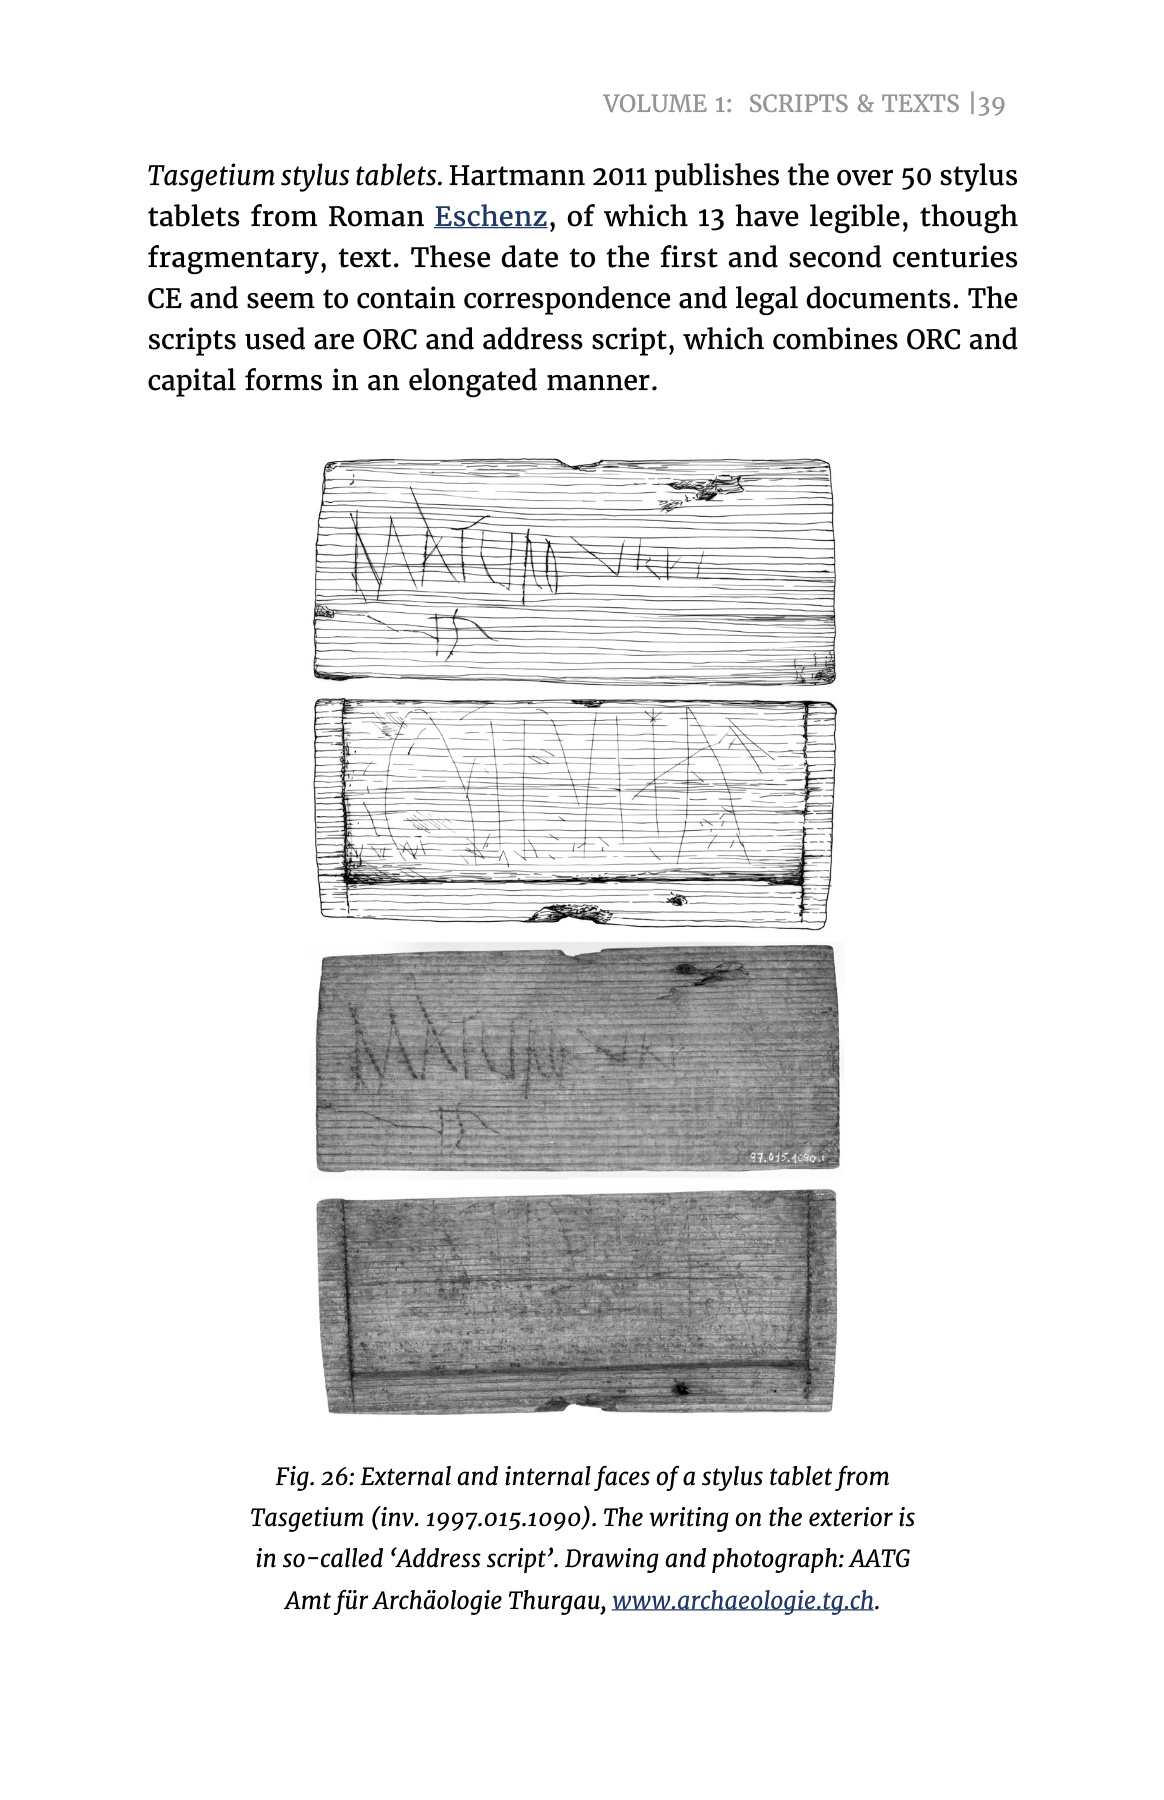 VOLUME 1: SCRIPTS & TEXTS |39
Tasgetium stylus tablets. Hartmann 2011 publishes the over 50 stylus
tablets from Roman Eschenz, of which 13 have legible, though
fragmentary, text. These date to the first and second centuries
CE and seem to contain correspondence and legal documents. The
scripts used are ORC and address script, which combines ORC and
capital forms in an elongated manner.
97.015.1090.1
Fig. 26: External and internal faces of a stylus tablet from
Tasgetium (inv. 1997.015.1090). The writing on the exterior is
in so-called ‘Address script’. Drawing and photograph: AATG
Amt für Archäologie Thurgau, www.archaeologie.tg.ch.